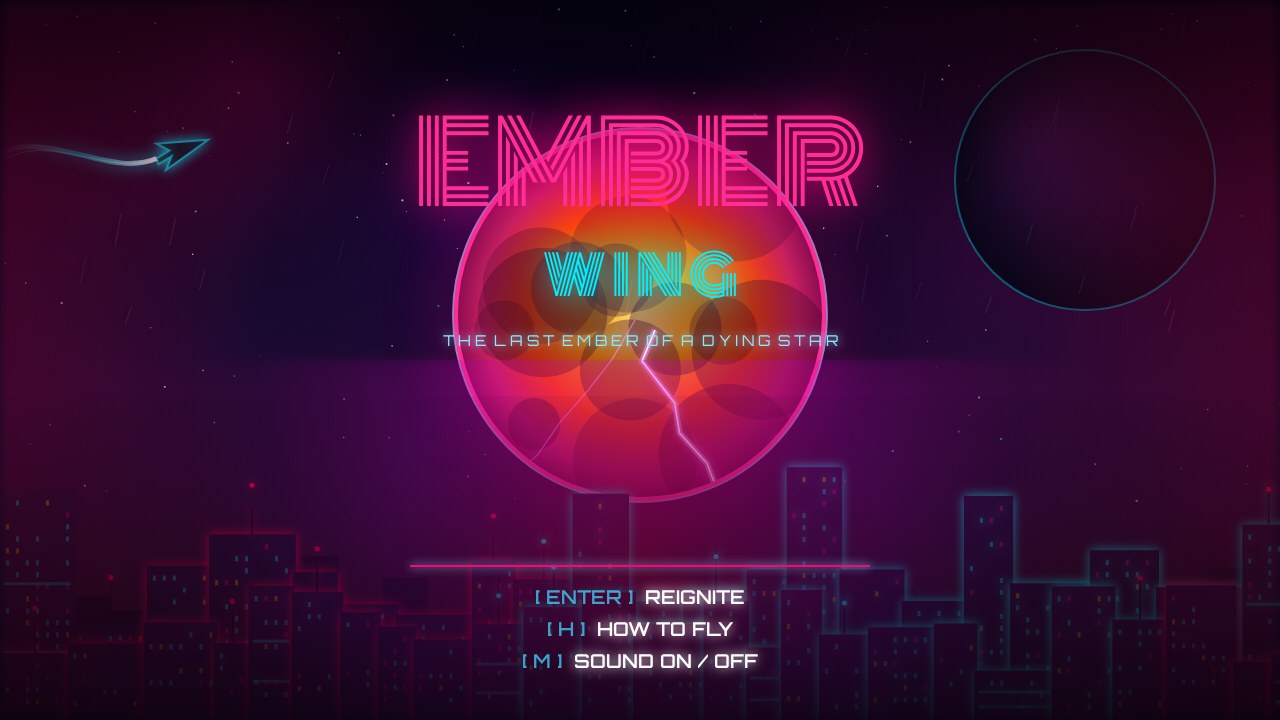 EMBER
WING
THE LAST EMBER OF A DYING STAR
[ ENTER ] REIGNITE
[ H ] HOW TO FLY
[ M ] SOUND ON / OFF